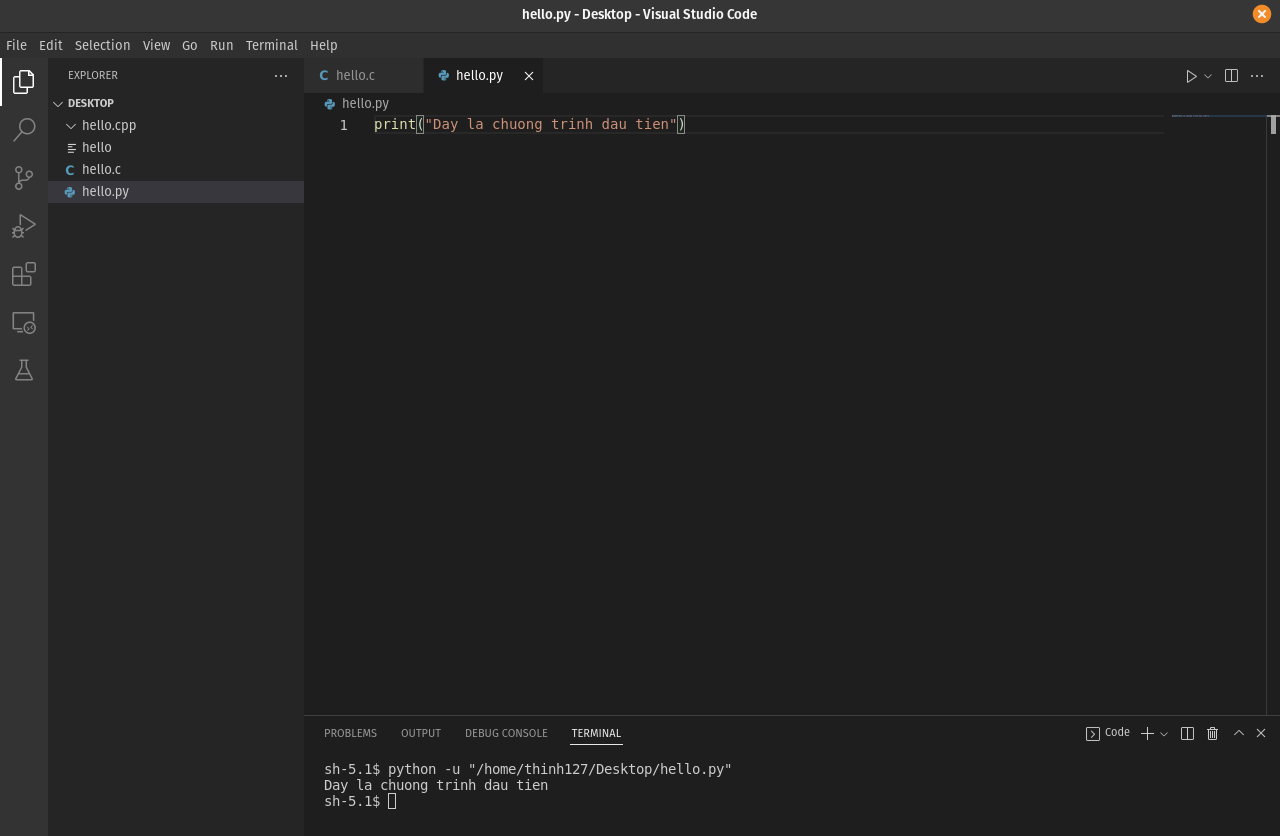 hello.py - Desktop - Visual Studio Code
File Edit Selection View Go Run Terminal Help
EXPLORER
DESKTOP
hello.cpp
hello
C hello.c
hello.py
C hello.c
hello.py
hello.py
1 print("Day la chuong trinh dau tien")
PROBLEMS OUTPUT DEBUG CONSOLE TERMINAL
Code
sh-5.1$ python -u "/home/thinh127/Desktop/hello.py"
Day la chuong trinh dau tien
sh-5.1$